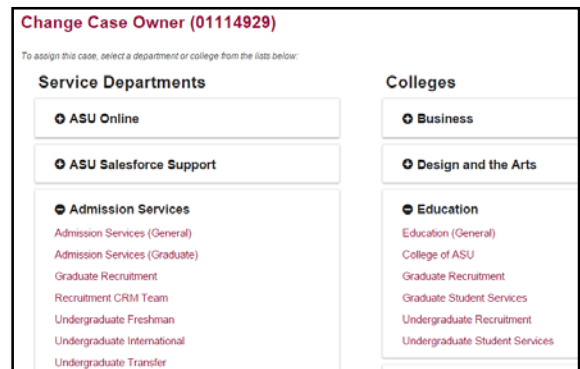 Change Case Owner (01114929)
To assign this case, select a department or college from the lists below:
Service Departments
ASU Online
ASU Salesforce Support
Admission Services
Admission Services (General)
Admission Services (Graduate)
Graduate Recruitment
Recruitment CRM Team
Undergraduate Freshman
Undergraduate International
Undergraduate Transfer
Colleges
Business
Design and the Arts
Education
Education (General)
College of ASU
Graduate Recruitment
Graduate Student Services
Undergraduate Recruitment
Undergraduate Student Services